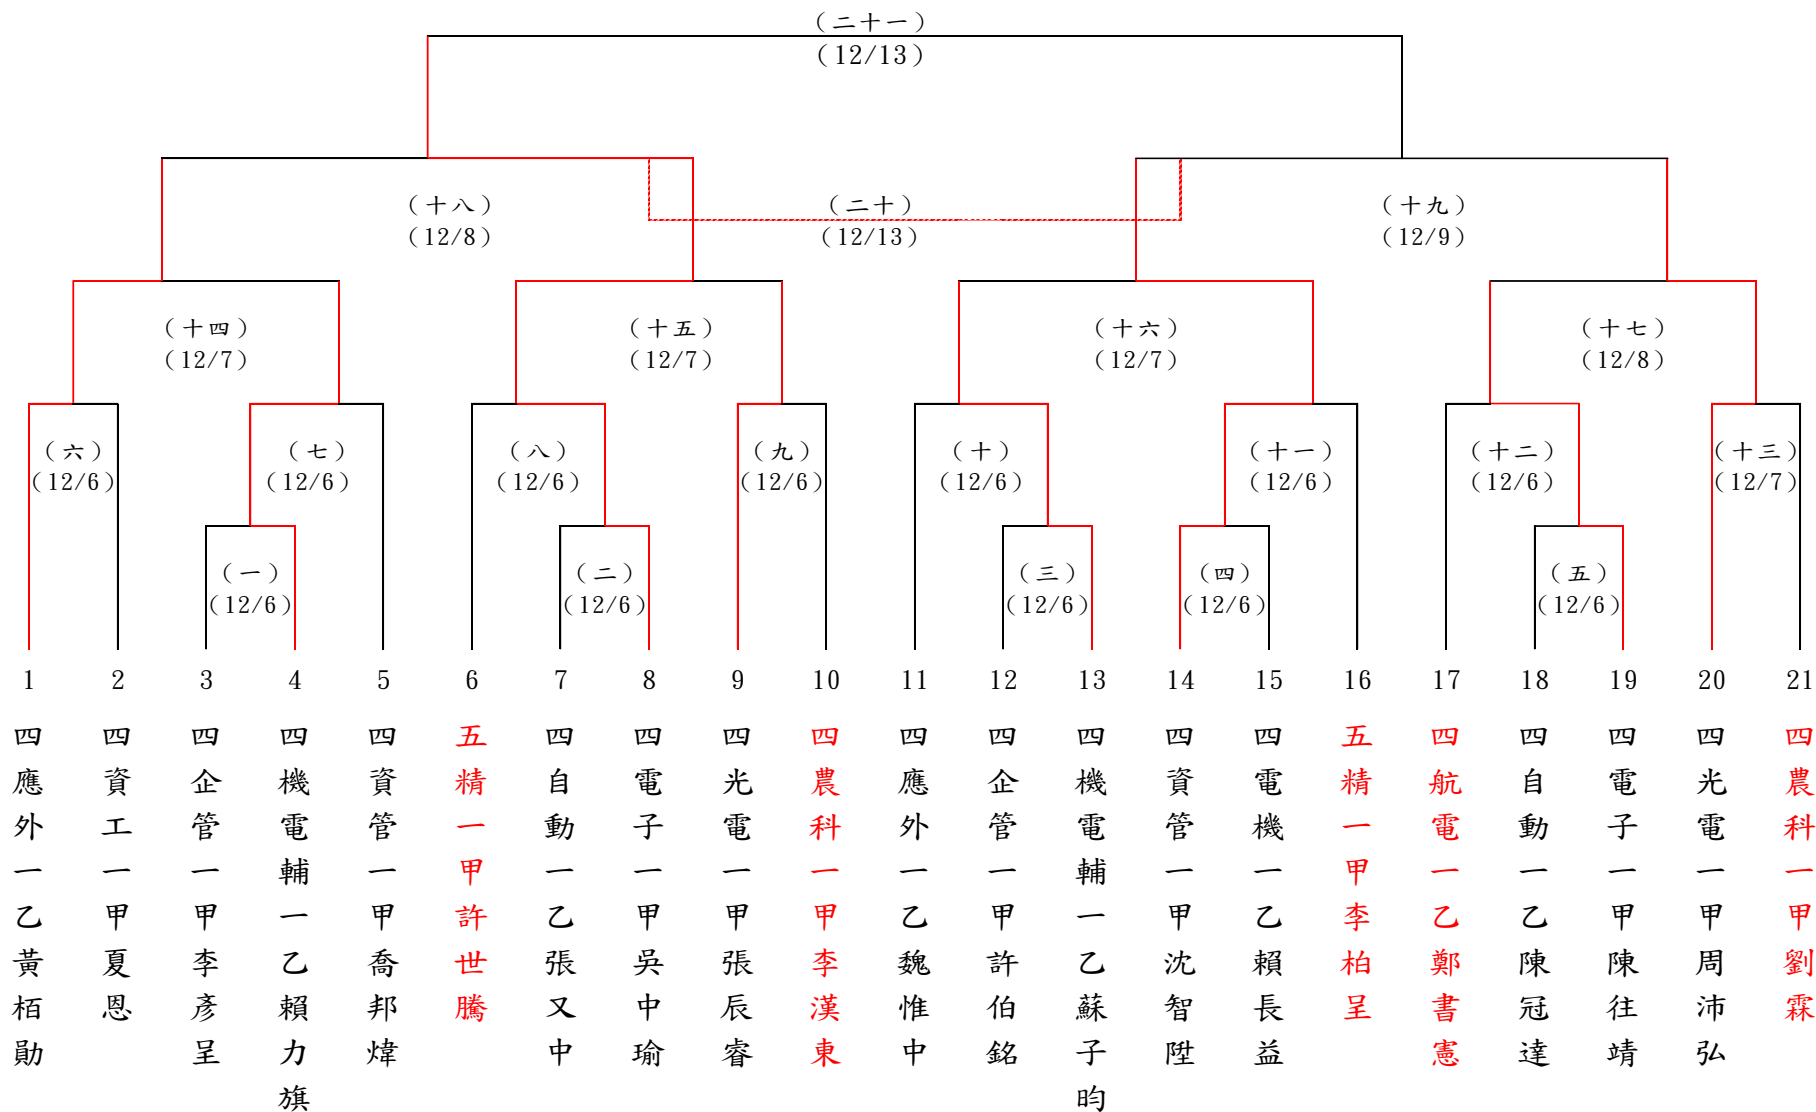 （二十一）
（12/13）
（十八）
（12/8）
（二十）
（12/13）
（十九）
（12/9）
（十四）
（12/7）
（十五）
（12/7）
（十六）
（12/7）
（十七）
（12/8）
（六）
（12/6）
（七）
（12/6）
（八）
（12/6）
（九）
（12/6）
（十）
（12/6）
（十一）
（12/6）
（十二）
（12/6）
（十三）
（12/7）
（一）
（12/6）
（二）
（12/6）
（三）
（12/6）
（四）
（12/6）
（五）
（12/6）
1
四應外一乙黃栢勛
2
四資工一甲夏恩
3
四企管一甲李彥呈
4
四機電輔一乙賴力旗
5
四資管一甲喬邦煒
6
五精一甲許世騰
7
四自動一乙張又中
8
四電子一甲吳中瑜
9
四光電一甲張辰睿
10
四農科一甲李漢東
11
四應外一乙魏惟中
12
四企管一甲許伯銘
13
四機電輔一乙蘇子昀
14
四資管一甲沈智陞
15
四電機一乙賴長益
16
五精一甲李柏呈
17
四航電一乙鄭書憲
18
四自動一乙陳冠達
19
四電子一甲陳往靖
20
四光電一甲周沛弘
21
四農科一甲劉霖